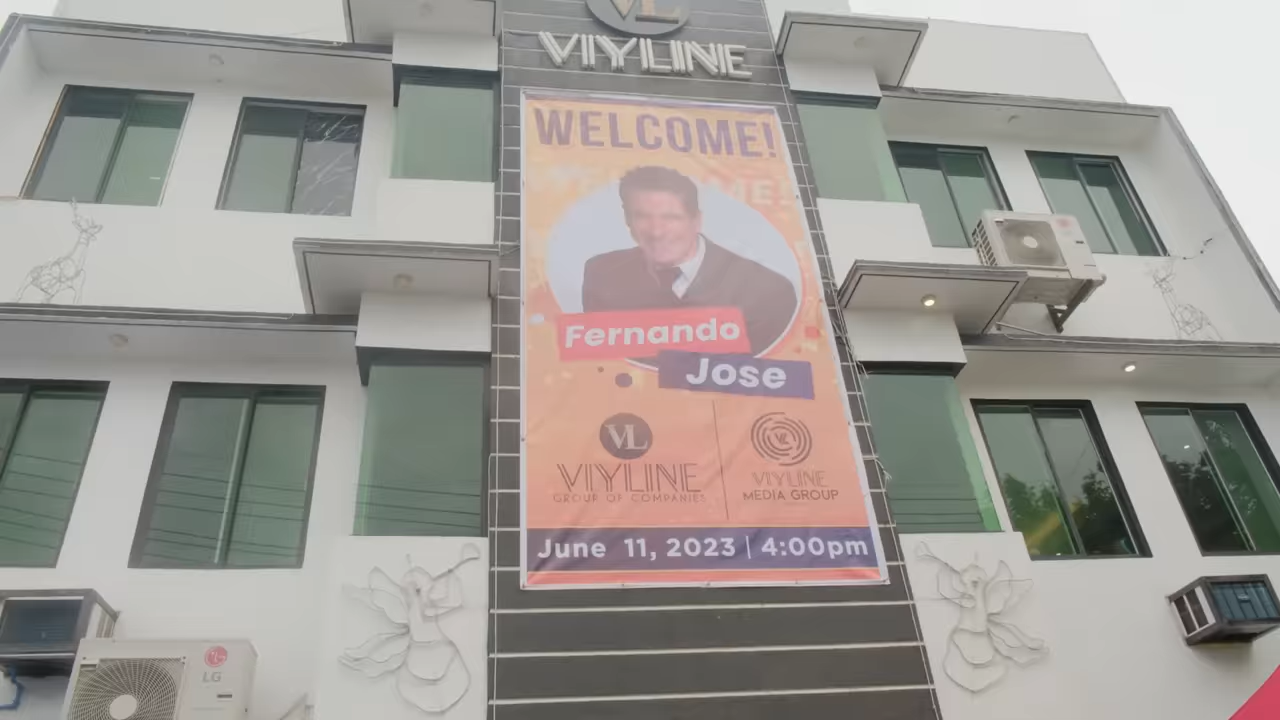 VL
VIYLINE
WELCOME!
Fernando
Jose
VL
VIYLINE
GROUP OF COMPANIES
VL
VIYLINE
MEDIA GROUP
June 11, 2023 | 4:00pm
LG